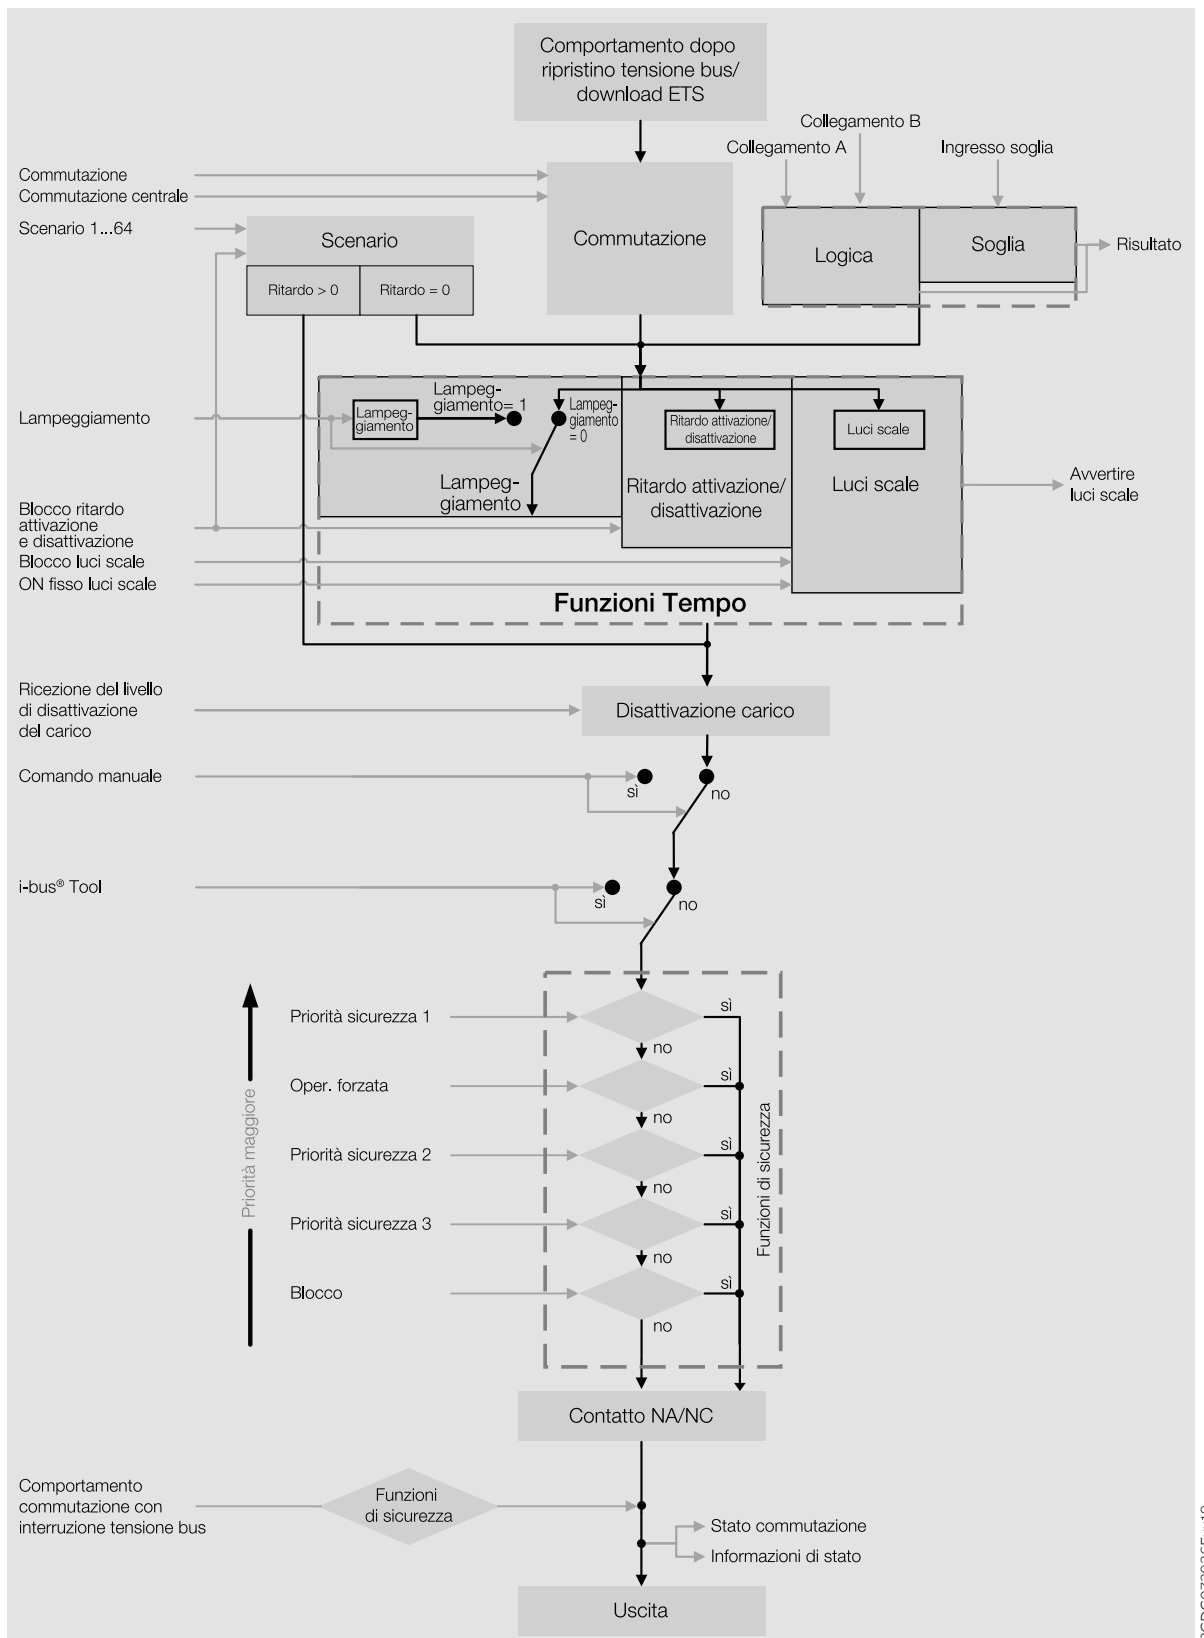 Comportamento dopo
ripristino tensione bus/
download ETS
Collegamento B
Collegamento A
Ingresso soglia
Commutazione
Commutazione centrale
Scenario 1...64
Scenario
Commutazione
Logica
Soglia
Risultato
Ritardo > 0
Ritardo = 0
Lampeggiamento
Lampeg-
giamento
Lampeg-
giamento= 1
Lampeg-
giamento
= 0
Lampeg-
giamento
Ritardo attivazione/
disattivazione
Ritardo attivazione/
disattivazione
Luci scale
Luci scale
Avvertire
luci scale
Blocco ritardo
attivazione
e disattivazione
Blocco luci scale
ON fisso luci scale
Funzioni Tempo
Ricezione del livello
di disattivazione
del carico
Disattivazione carico
Comando manuale
sì
no
i-bus® Tool
sì
no
Priorità maggiore
Priorità sicurezza 1
sì
no
Oper. forzata
sì
no
Priorità sicurezza 2
sì
no
Priorità sicurezza 3
sì
no
Blocco
sì
no
Funzioni di sicurezza
Contatto NA/NC
Comportamento
commutazione con
interruzione tensione bus
Funzioni
di sicurezza
Stato commutazione
Informazioni di stato
Uscita